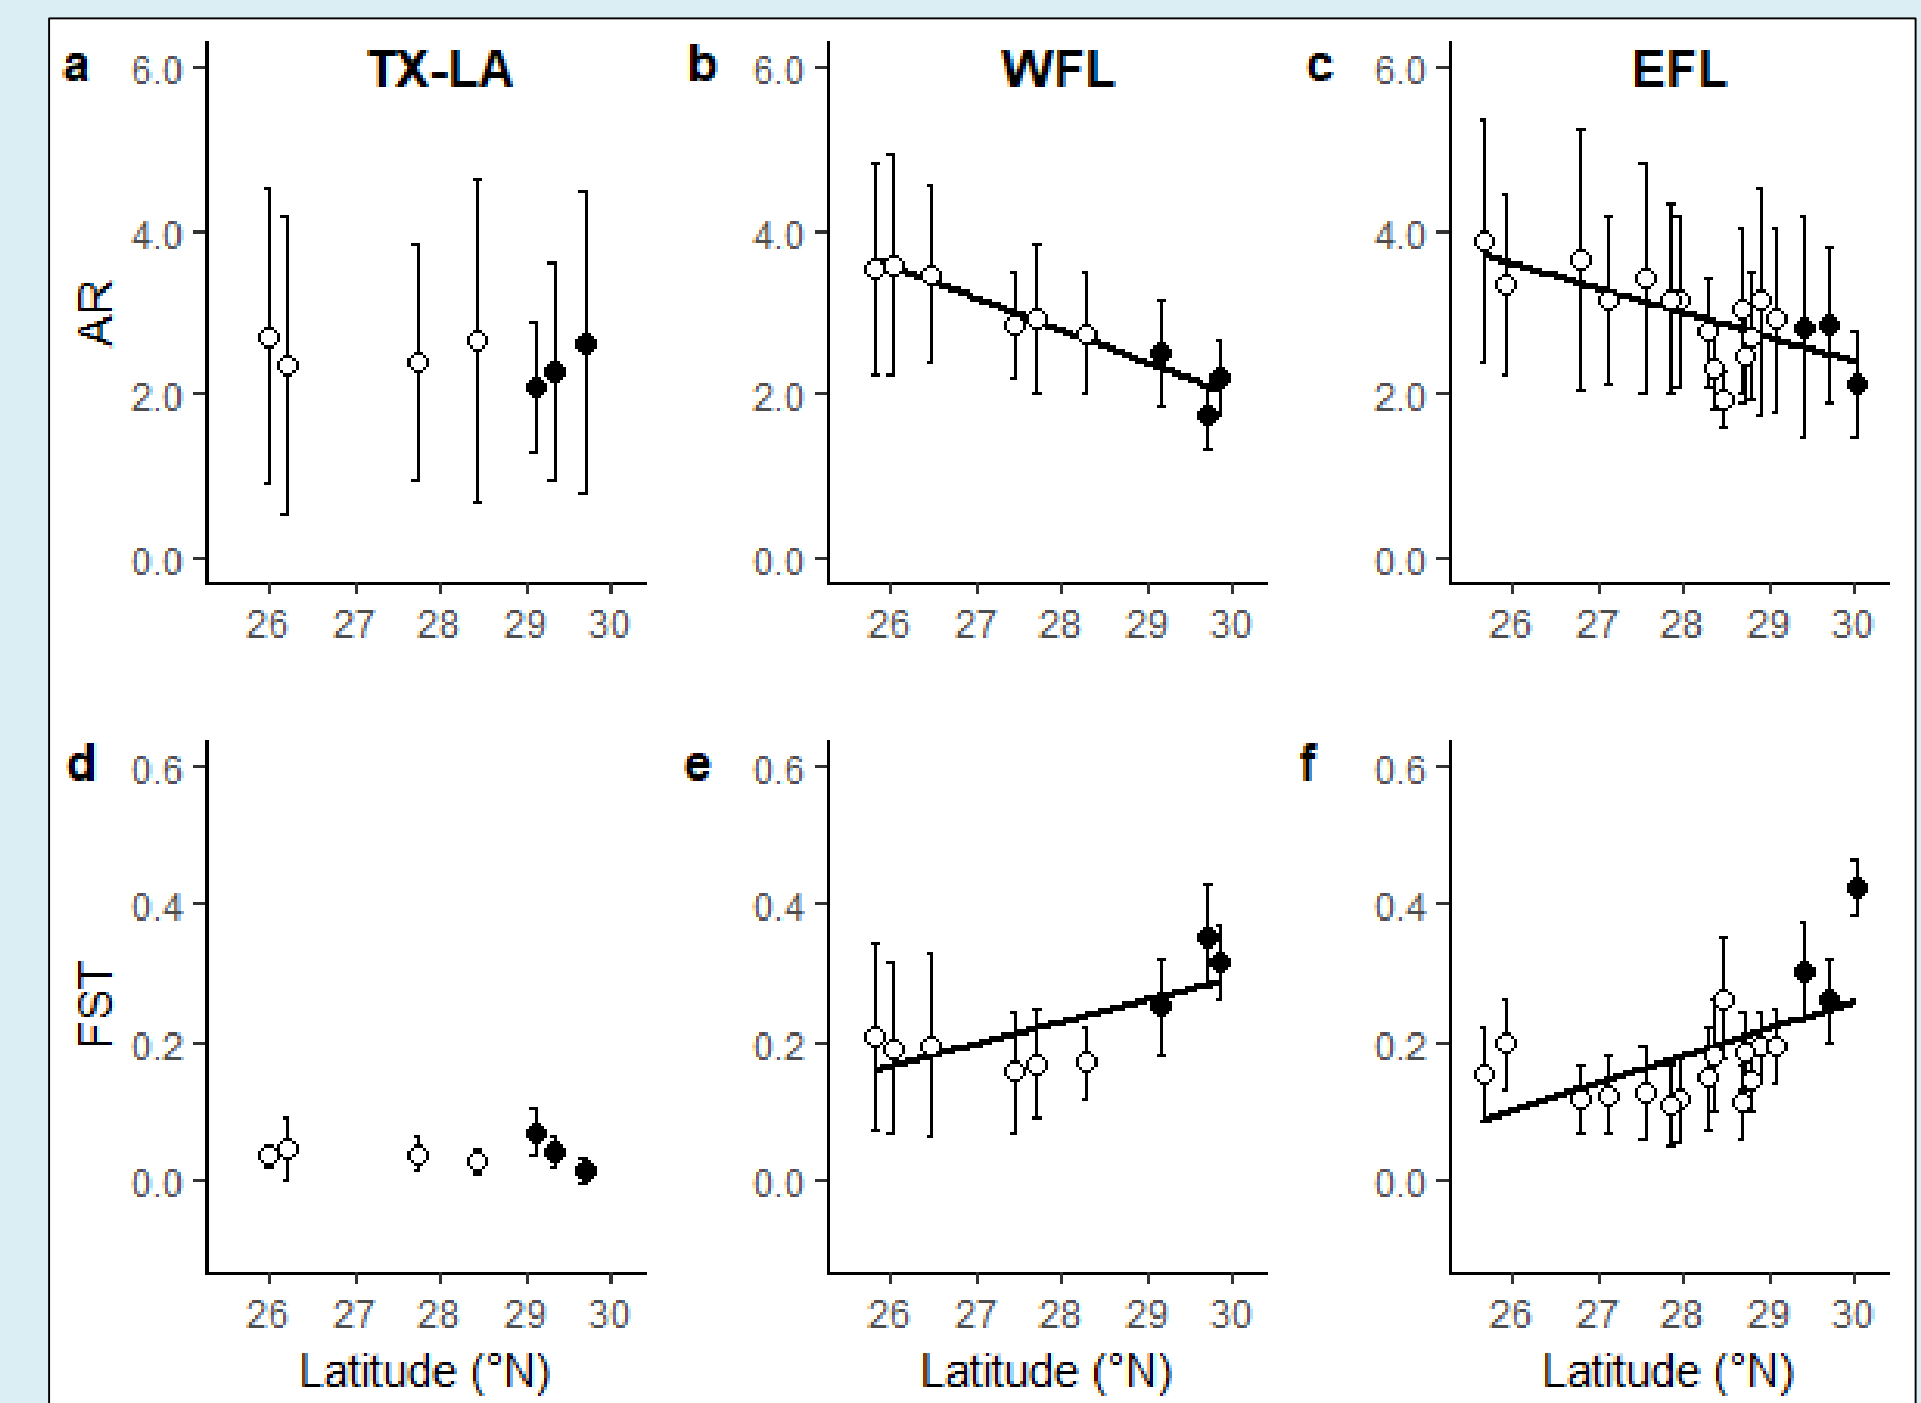 a TX-LA b WFL c EFL
6.0 6.0 6.0
4.0 4.0 4.0
AR
2.0 2.0 2.0
0.0 0.0 0.0
26 27 28 29 30 26 27 28 29 30 26 27 28 29 30
d e f
0.6 0.6 0.6
0.4 0.4 0.4
FST
0.2 0.2 0.2
0.0 0.0 0.0
26 27 28 29 30 26 27 28 29 30 26 27 28 29 30
Latitude (°N) Latitude (°N) Latitude (°N)